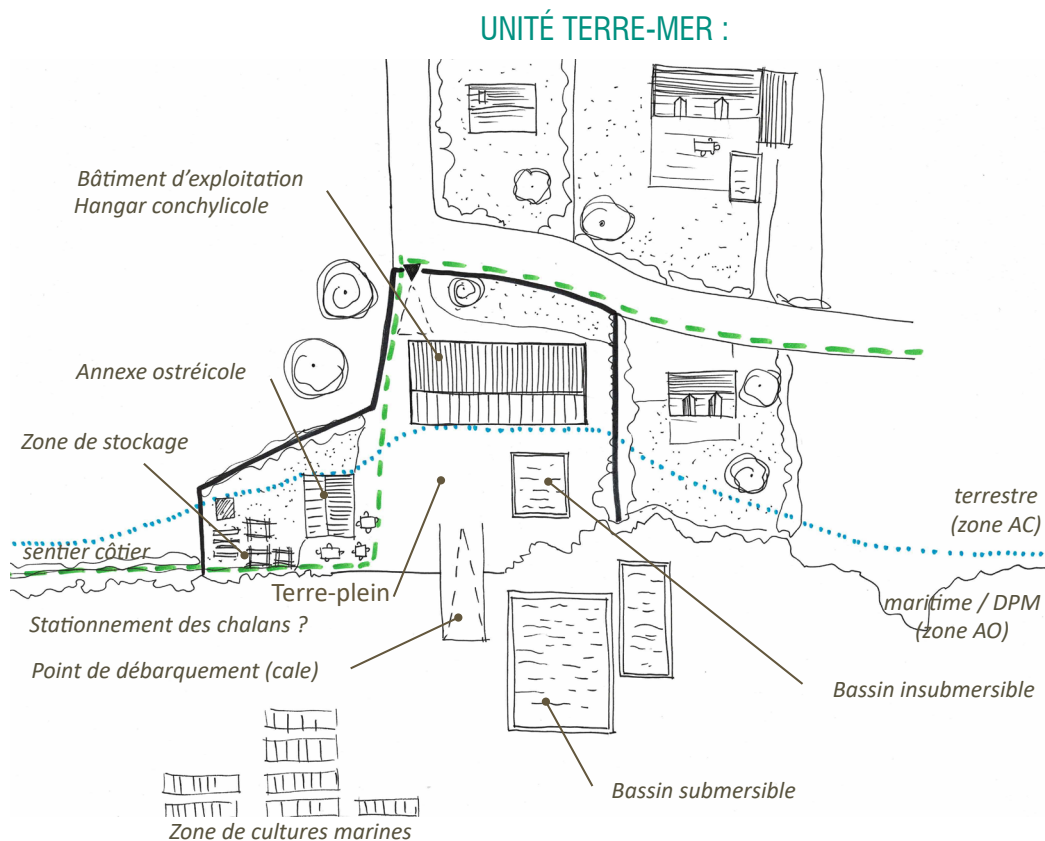 UNITÉ TERRE-MER :
Bâtiment d’exploitation
Hangar conchylicole
Annexe ostréicole
Zone de stockage
terrestre
(zone AC)
sentier côtier
Terre-plein
maritime / DPM
(zone AO)
Stationnement des chalans ?
Point de débarquement (cale)
Bassin insubmersible
Bassin submersible
Zone de cultures marines